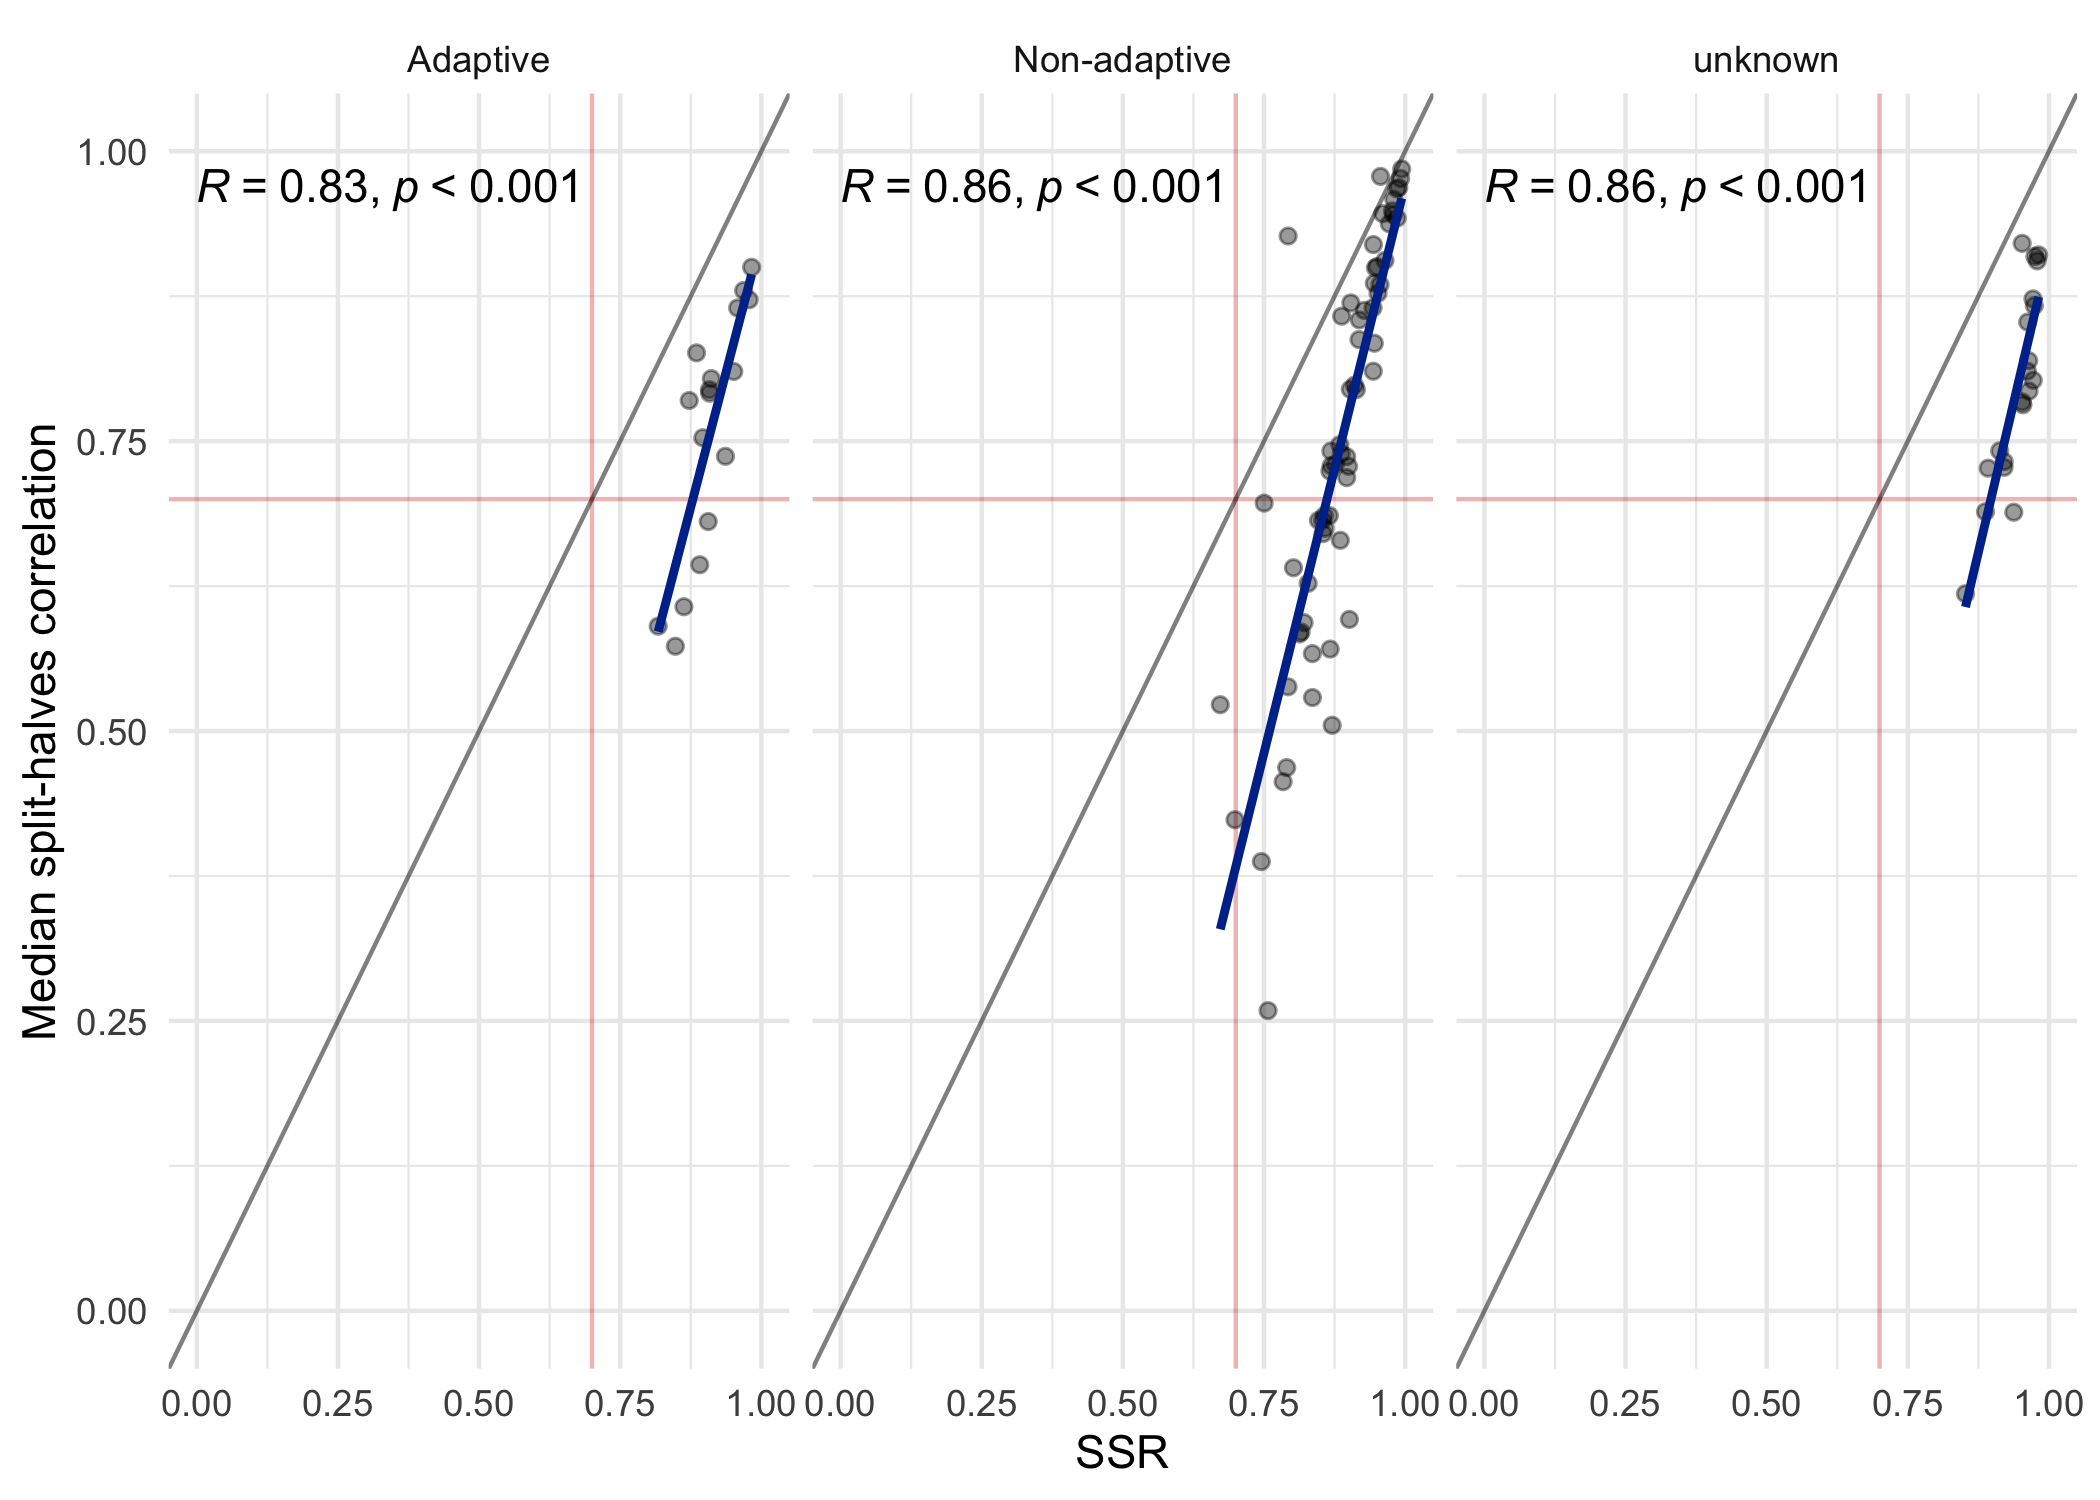 Adaptive
Non-adaptive
unknown
R = 0.83, p < 0.001
R = 0.86, p < 0.001
R = 0.86, p < 0.001
Median split-halves correlation
1.00
0.75
0.50
0.25
0.00
0.00 0.25 0.50 0.75 1.00
0.00 0.25 0.50 0.75 1.00
0.00 0.25 0.50 0.75 1.00
SSR